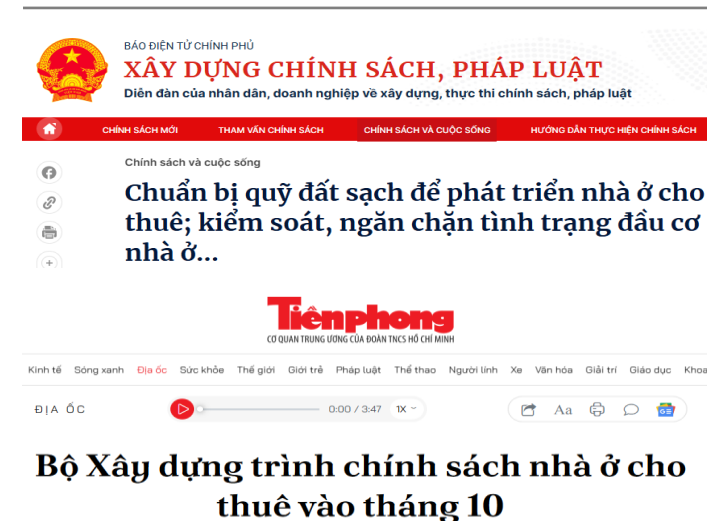 BÁO ĐIỆN TỬ CHÍNH PHỦ
XÂY DỰNG CHÍNH SÁCH, PHÁP LUẬT
Diễn đàn của nhân dân, doanh nghiệp về xây dựng, thực thi chính sách, pháp luật
CHÍNH SÁCH MỚI THAM VẤN CHÍNH SÁCH CHÍNH SÁCH VÀ CUỘC SỐNG HƯỚNG DẪN THỰC HIỆN CHÍNH SÁCH
Chính sách và cuộc sống
Chuẩn bị quỹ đất sạch để phát triển nhà ở cho
thuê; kiểm soát, ngăn chặn tình trạng đầu cơ
nhà ở...
Tiênphong
CƠ QUAN TRUNG ƯƠNG CỦA ĐOÀN TNCS HỒ CHÍ MINH
Kinh tế Sóng xanh Địa ốc Sức khỏe Thế giới Giới trẻ Pháp luật Thể thao Người lính Xe Văn hóa Giải trí Giáo dục Khoa
ĐỊA ỐC 0:00 / 3:47 1X Aa GE
Bộ Xây dựng trình chính sách nhà ở cho
thuê vào tháng 10